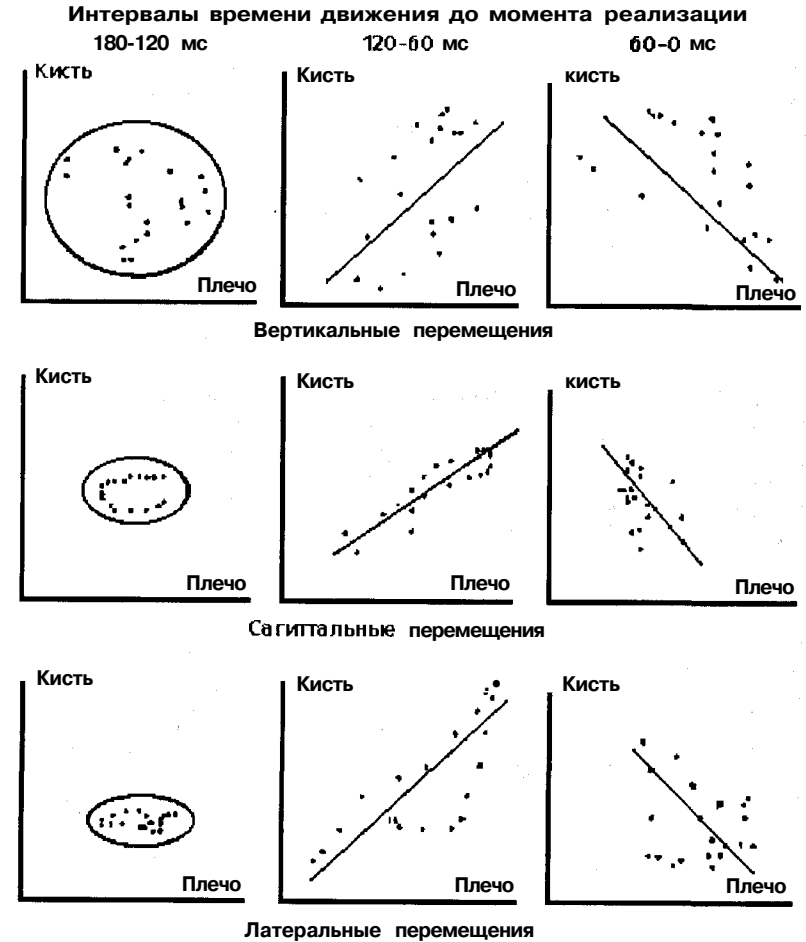 Интервалы времени движения до момента реализации
180-120 мс 120-60 мс 60-0 мс
Кисть Кисть кисть
Плечо Плечо Плечо
Вертикальные перемещения
Кисть Кисть кисть
Плечо Плечо Плечо
Сагиттальные перемещения
Кисть Кисть Кисть
Плечо Плечо Плечо
Латеральные перемещения